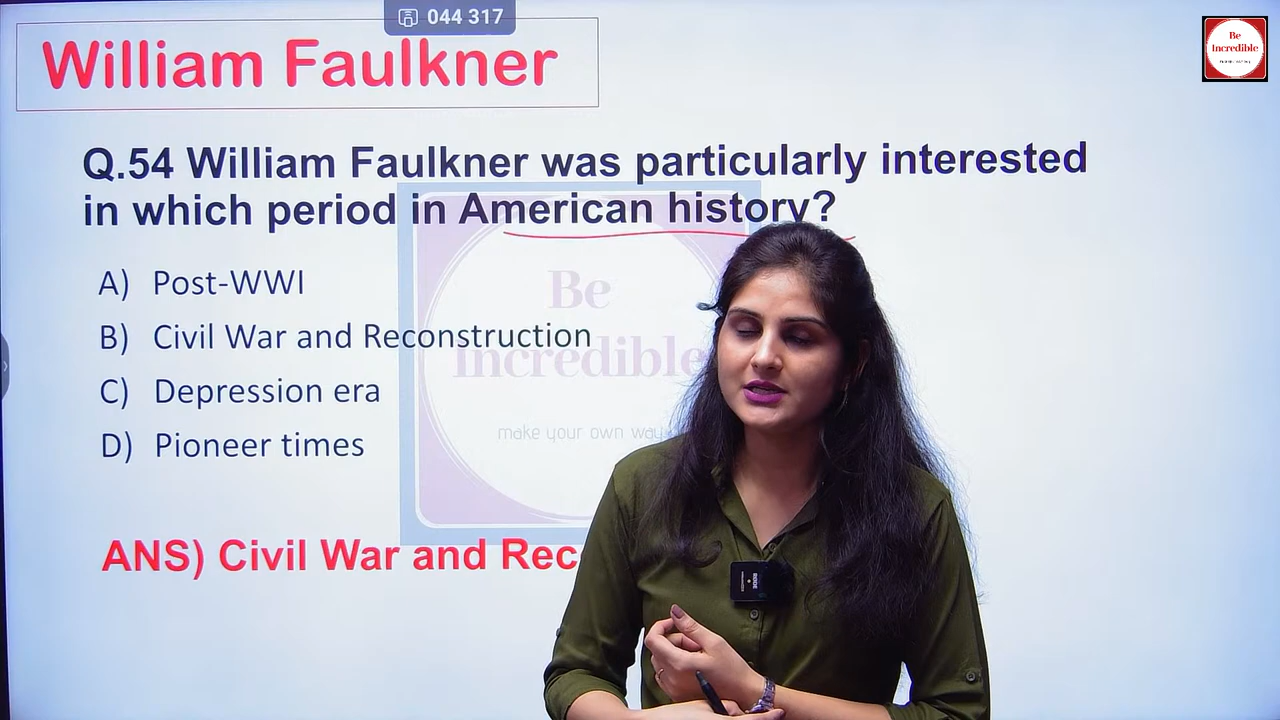 044 317
William Faulkner
Be
Incredible
Q.54 William Faulkner was particularly interested
in which period in American history?
A) Post-WWI
B) Civil War and Reconstruction
C) Depression era
D) Pioneer times
Be
Incredible
make your own way
ANS) Civil War and Rec